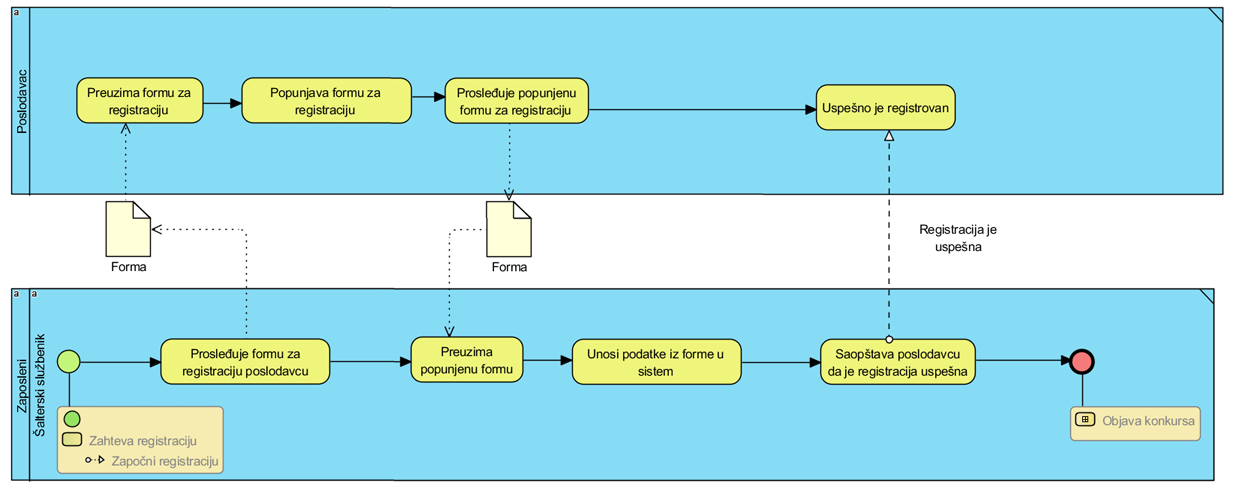 a
Poslodavac
Preuzima formu za
registraciju
Popunjava formu za
registraciju
Prosleđuje popunjenu
formu za registraciju
Uspešno je registrovan
Forma
Forma
Registracija je
uspešna
a
a
Zaposleni
Šalterski službenik
Prosleđuje formu za
registraciju poslodavcu
Preuzima
popunjenu formu
Unosi podatke iz forme u
sistem
Saopštava poslodavcu
da je registracija uspešna
Zahteva registraciju
Započni registraciju
Objava konkursa